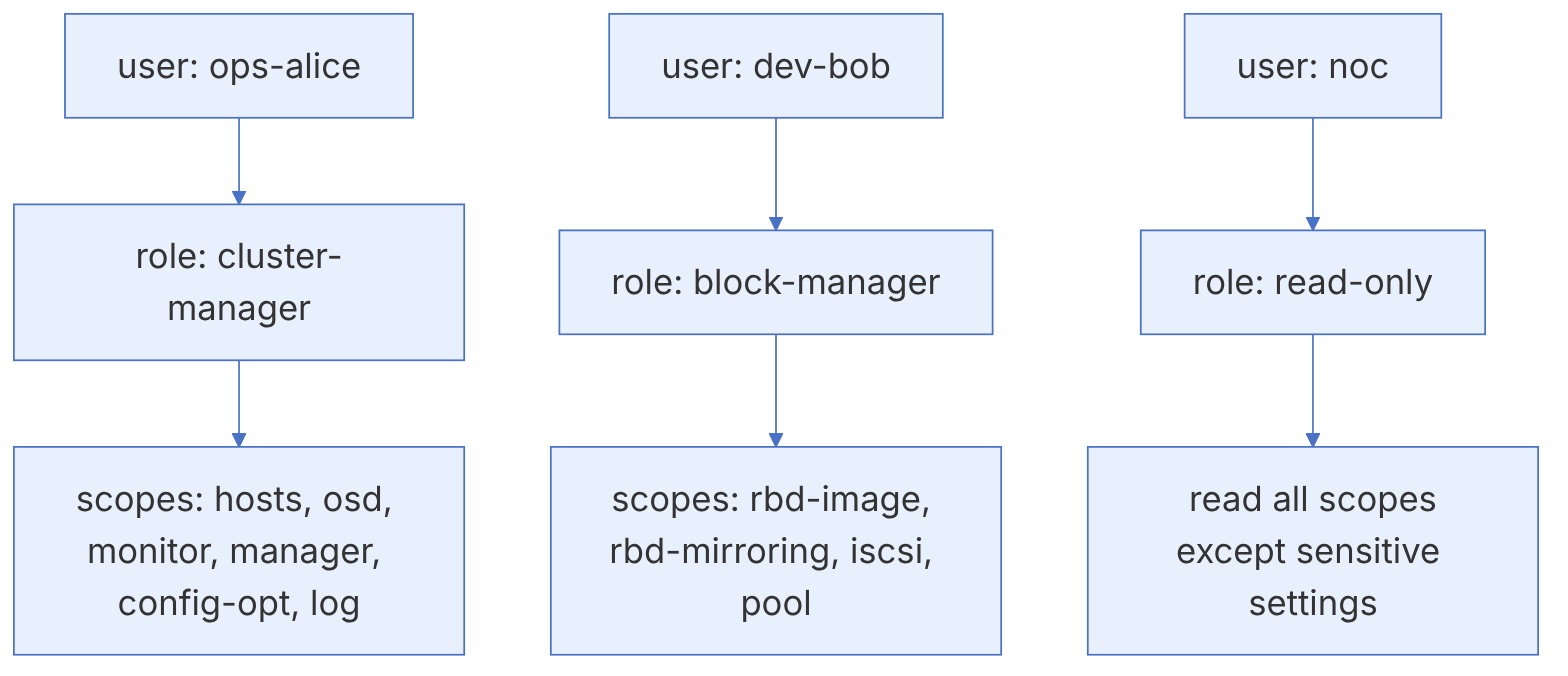 user: ops-alice
role: cluster-
manager
scopes: hosts, osd,
monitor, manager,
config-opt, log
user: dev-bob
role: block-manager
scopes: rbd-image,
rbd-mirroring, iscsi,
pool
user: noc
role: read-only
read all scopes
except sensitive
settings